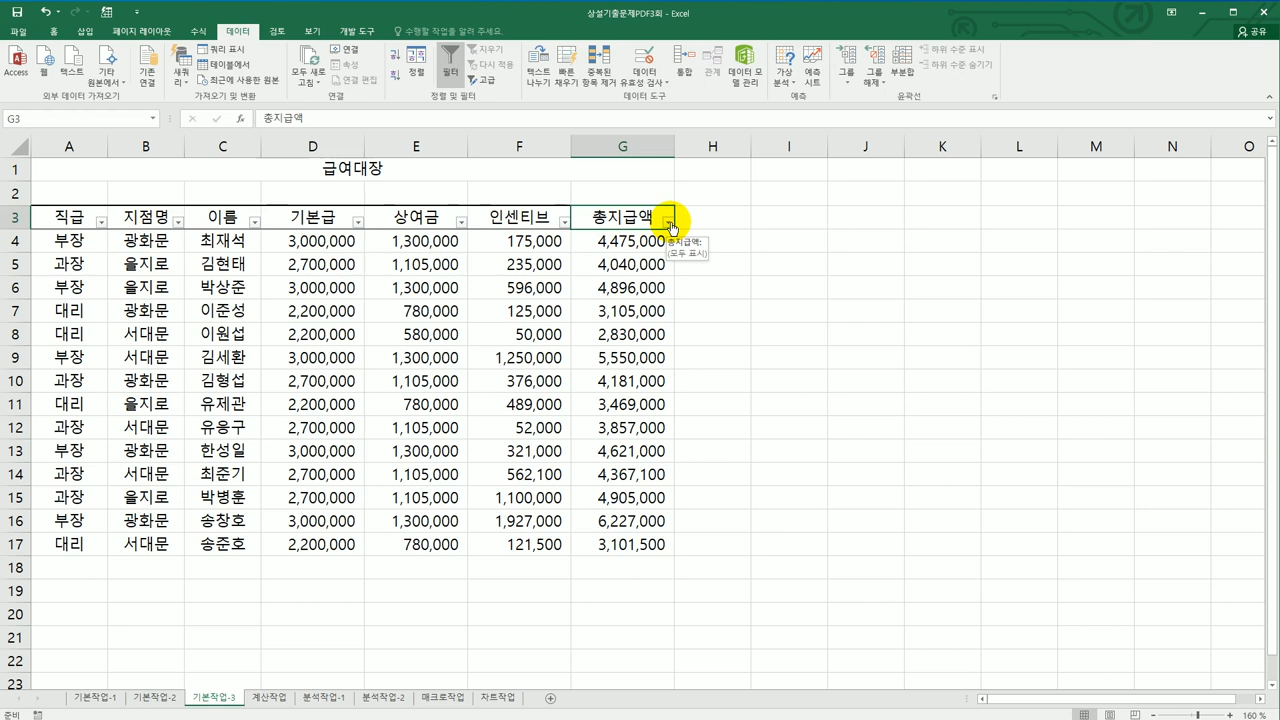 상설기출문제PDF3회 - Excel
파일 홈 삽입 페이지 레이아웃 수식 데이터 검토 보기 개발 도구 수행할 작업을 알려 주세요. 공유
Access 웹 텍스트 기타 원본에서 기존 연결 새쿼리 쿼리 표시 테이블에서 최근에 사용한 원본 모두 새로 고침 연결 속성 연결 편집 정렬 필터 지우기 다시 적용 고급 텍스트 나누기 빠른 채우기 중복된 항목 제거 데이터 유효성 검사 통합 관계 데이터 모델 관리 가상 분석 예측 시트 그룹 그룹 해제 부분합 하위 수준 표시 하위 수준 숨기기
외부 데이터 가져오기 가져오기 및 변환 연결 정렬 및 필터 데이터 도구 예측 윤곽선
G3 fx 총지급액
A B C D E F G H I J K L M N O
1 급여대장
2
3 직급 지점명 이름 기본급 상여금 인센티브 총지급액
4 부장 광화문 최재석 3,000,000 1,300,000 175,000 4,475,000
총지급액:
(모두 표시)
5 과장 을지로 김현태 2,700,000 1,105,000 235,000 4,040,000
6 부장 을지로 박상준 3,000,000 1,300,000 596,000 4,896,000
7 대리 광화문 이준성 2,200,000 780,000 125,000 3,105,000
8 대리 서대문 이원섭 2,200,000 580,000 50,000 2,830,000
9 부장 서대문 김세환 3,000,000 1,300,000 1,250,000 5,550,000
10 과장 광화문 김형섭 2,700,000 1,105,000 376,000 4,181,000
11 대리 을지로 유제관 2,200,000 780,000 489,000 3,469,000
12 과장 서대문 유응구 2,700,000 1,105,000 52,000 3,857,000
13 부장 광화문 한성일 3,000,000 1,300,000 321,000 4,621,000
14 과장 서대문 최준기 2,700,000 1,105,000 562,100 4,367,100
15 과장 을지로 박병훈 2,700,000 1,105,000 1,100,000 4,905,000
16 부장 광화문 송창호 3,000,000 1,300,000 1,927,000 6,227,000
17 대리 서대문 송준호 2,200,000 780,000 121,500 3,101,500
18
19
20
21
22
23
기본작업-1 기본작업-2 기본작업-3 계산작업 분석작업-1 분석작업-2 매크로작업 차트작업
준비 160 %